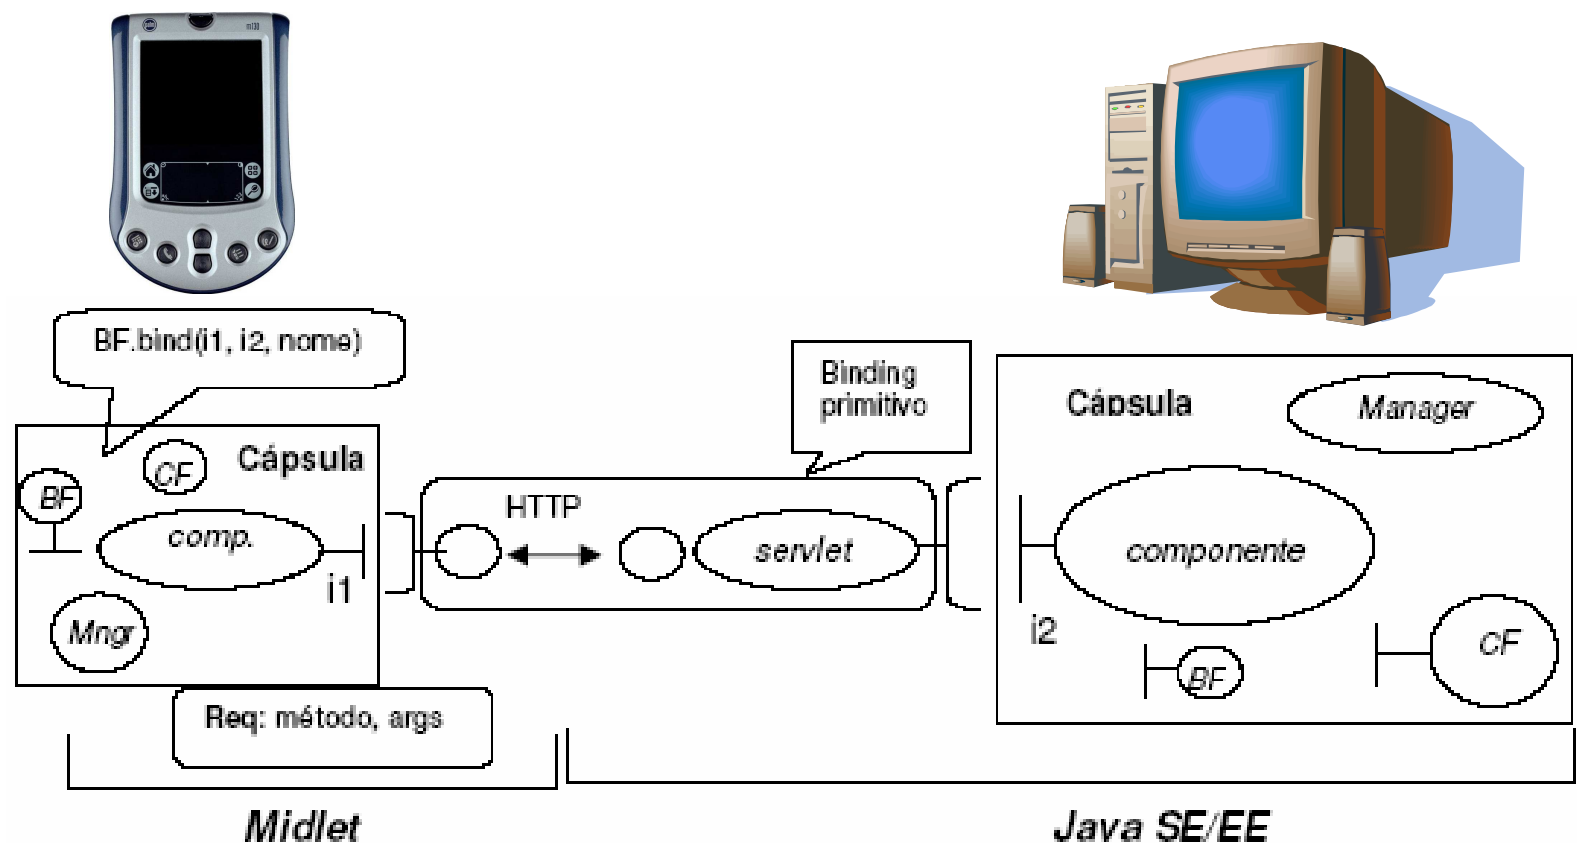 m130
BF.bind(i1, i2, nome)
Binding
primitivo
Cápsula
Manager
CF
Cápsula
BF
HTTP
comp.
servlet
componente
i1
i2
Mngr
CF
BF
Req: método, args
Midlet
Java SE/EE